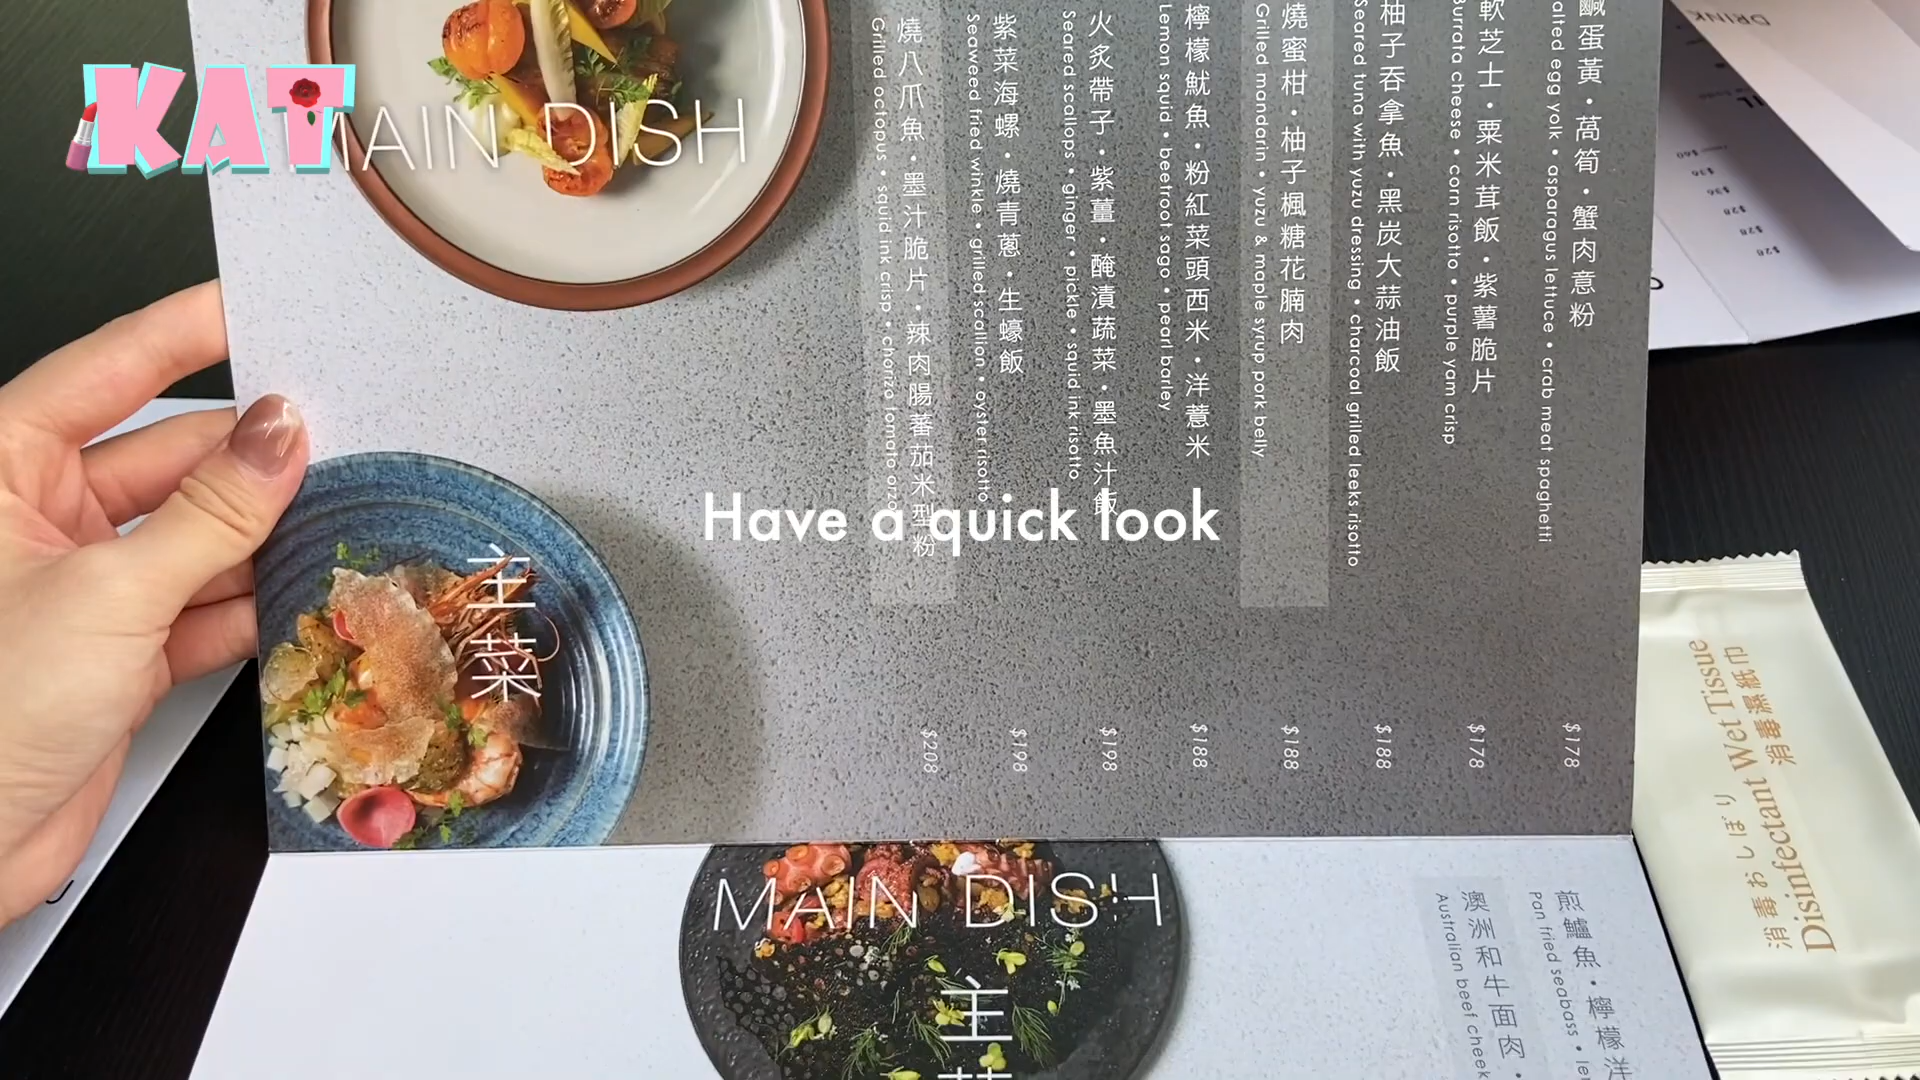 KAT
MAIN DISH
主菜
Have a quick look
鹹蛋黃・萵筍・蟹肉意粉
alted egg yolk • asparagus lettuce • crab meat spaghetti
$178
軟芝士・粟米茸飯・紫薯脆片
Burrata cheese • corn risotto • purple yam crisp
$178
柚子吞拿魚・黑炭大蒜油飯
Seared tuna with yuzu dressing • charcoal grilled leeks risotto
$188
燒蜜柑・柚子楓糖花腩肉
Grilled mandarin • yuzu & maple syrup pork belly
$188
檸檬魷魚・粉紅菜頭西米・洋薏米
Lemon squid • beetroot sago • pearl barley
$188
火炙帶子・紫薑・醃漬蔬菜・墨魚汁飯
Seared scallops • ginger • pickle • squid ink risotto
$198
紫菜海螺・燒青蔥・生蠔飯
Seaweed fried winkle • grilled scallion • oyster risotto
$198
燒八爪魚・墨汁脆片・辣肉腸蕃茄米型粉
Grilled octopus • squid ink crisp • chorizo tomato orzo
$208
MAIN DISH
主
煎鱸魚・檸檬洋
Pan fried seabass •
澳洲和牛面肉・
Australian beef cheek
消毒おしぼり
Disinfectant Wet Tissue
消毒濕紙巾
DRINK
$60
$36
$36
$28
$28
$28